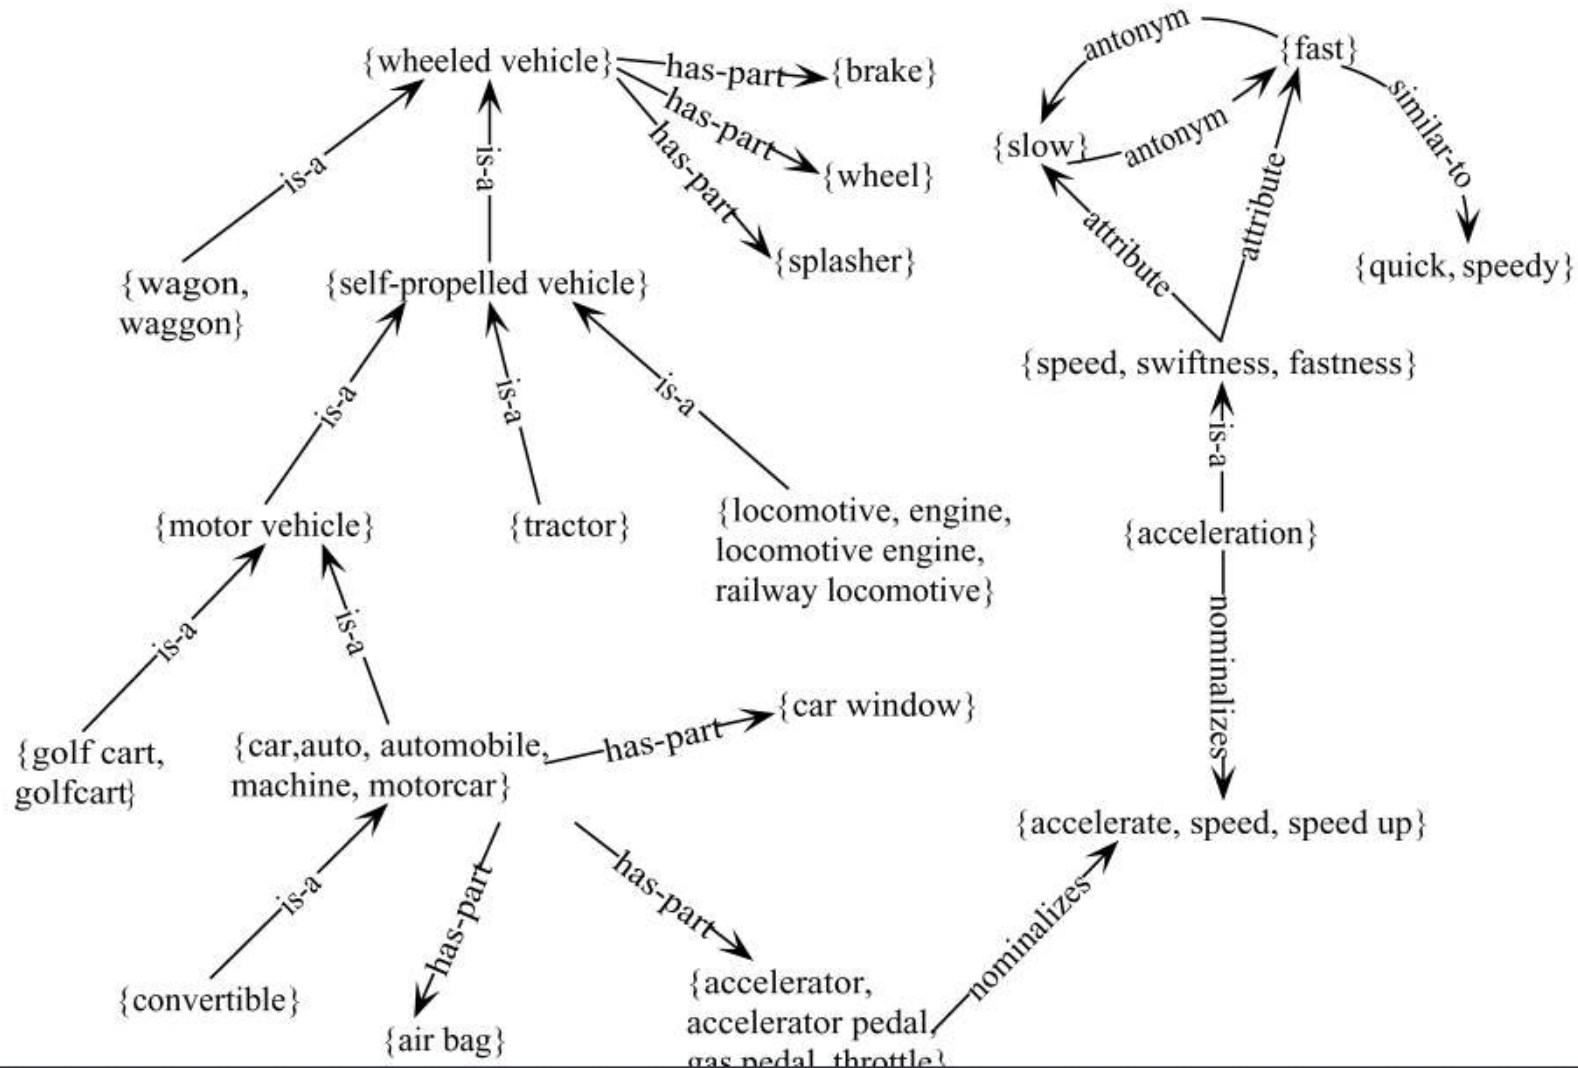 {wheeled vehicle}
has-part
{brake}
has-part
{wheel}
has-part
{splasher}
is-a
is-a
{wagon,
waggon}
{self-propelled vehicle}
is-a
is-a
is-a
{motor vehicle}
{tractor}
{locomotive, engine,
locomotive engine,
railway locomotive}
is-a
is-a
{golf cart,
golfcart}
{car,auto, automobile,
machine, motorcar}
has-part
{car window}
is-a
has-part
has-part
{convertible}
{air bag}
{accelerator,
accelerator pedal,
gas pedal, throttle}
nominalizes
antonym
{fast}
{slow}
antonym
similar-to
{quick, speedy}
attribute
attribute
{speed, swiftness, fastness}
is-a
{acceleration}
nominalizes
{accelerate, speed, speed up}